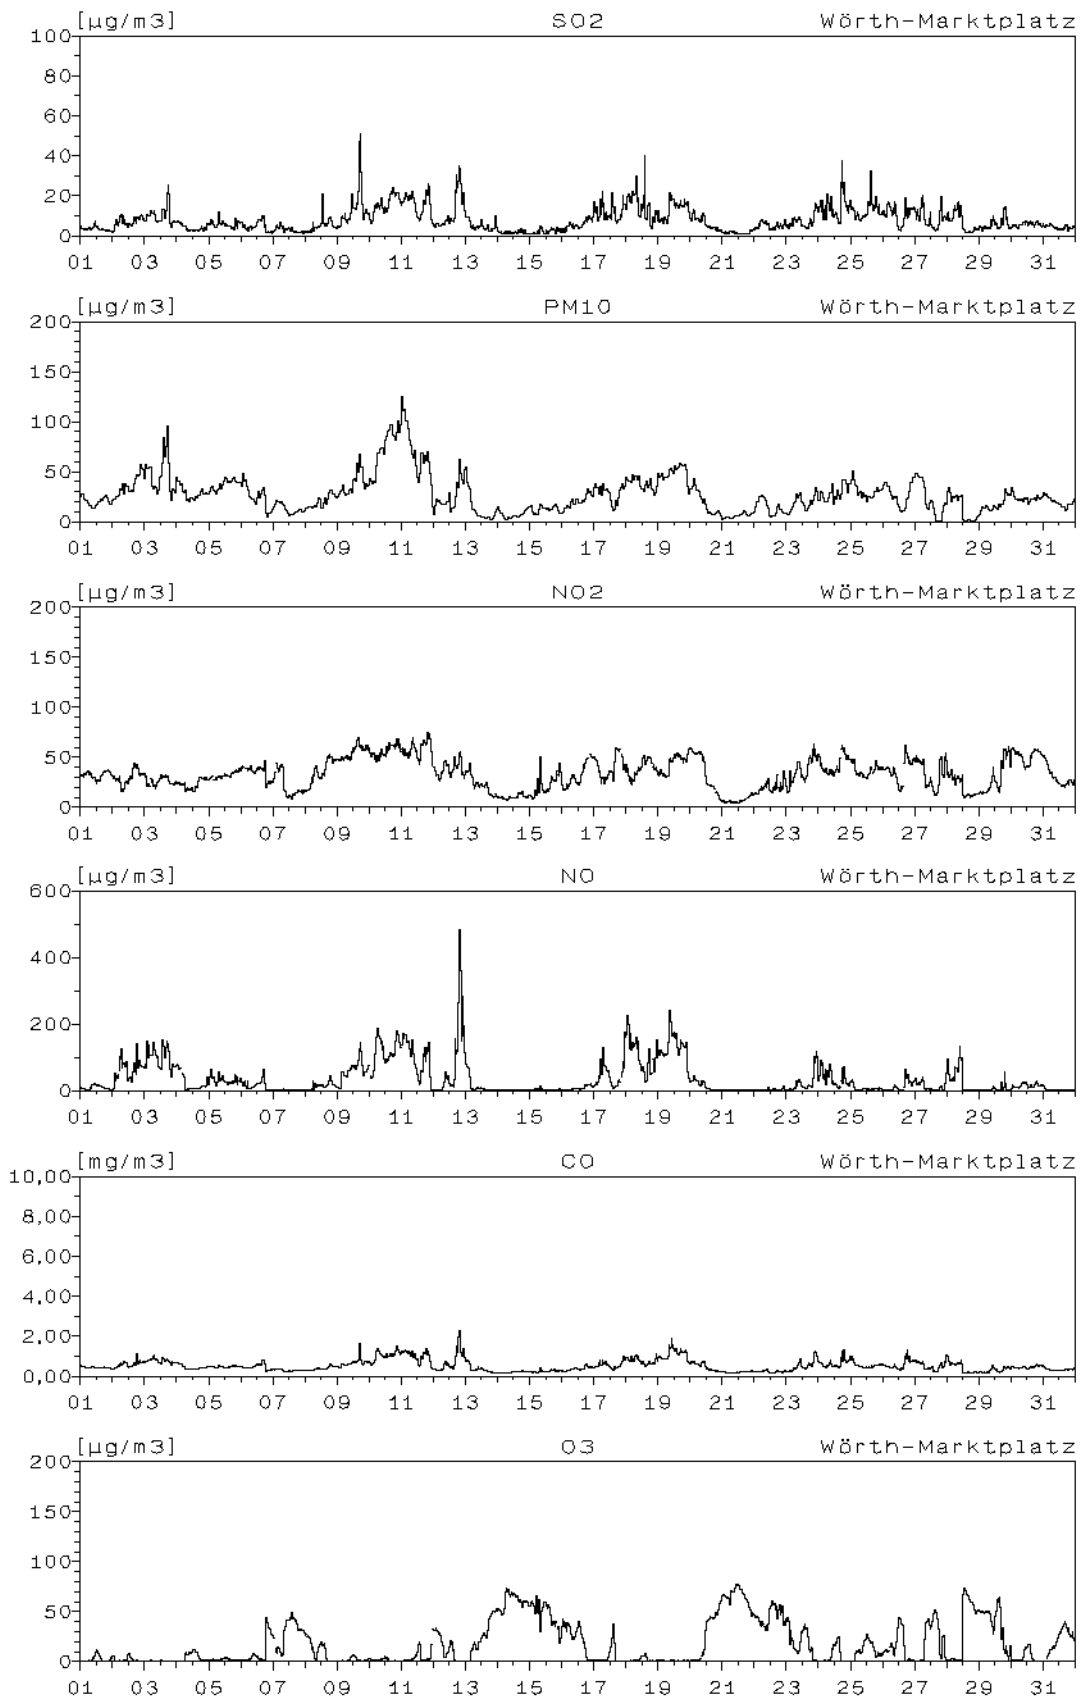 [µg/m3] SO2 Wörth-Marktplatz
100
80
60
40
20
0
01 03 05 07 09 11 13 15 17 19 21 23 25 27 29 31
[µg/m3] PM10 Wörth-Marktplatz
200
150
100
50
0
01 03 05 07 09 11 13 15 17 19 21 23 25 27 29 31
[µg/m3] NO2 Wörth-Marktplatz
200
150
100
50
0
01 03 05 07 09 11 13 15 17 19 21 23 25 27 29 31
[µg/m3] NO Wörth-Marktplatz
600
400
200
0
01 03 05 07 09 11 13 15 17 19 21 23 25 27 29 31
[mg/m3] CO Wörth-Marktplatz
10,00
8,00
6,00
4,00
2,00
0,00
01 03 05 07 09 11 13 15 17 19 21 23 25 27 29 31
[µg/m3] O3 Wörth-Marktplatz
200
150
100
50
0
01 03 05 07 09 11 13 15 17 19 21 23 25 27 29 31